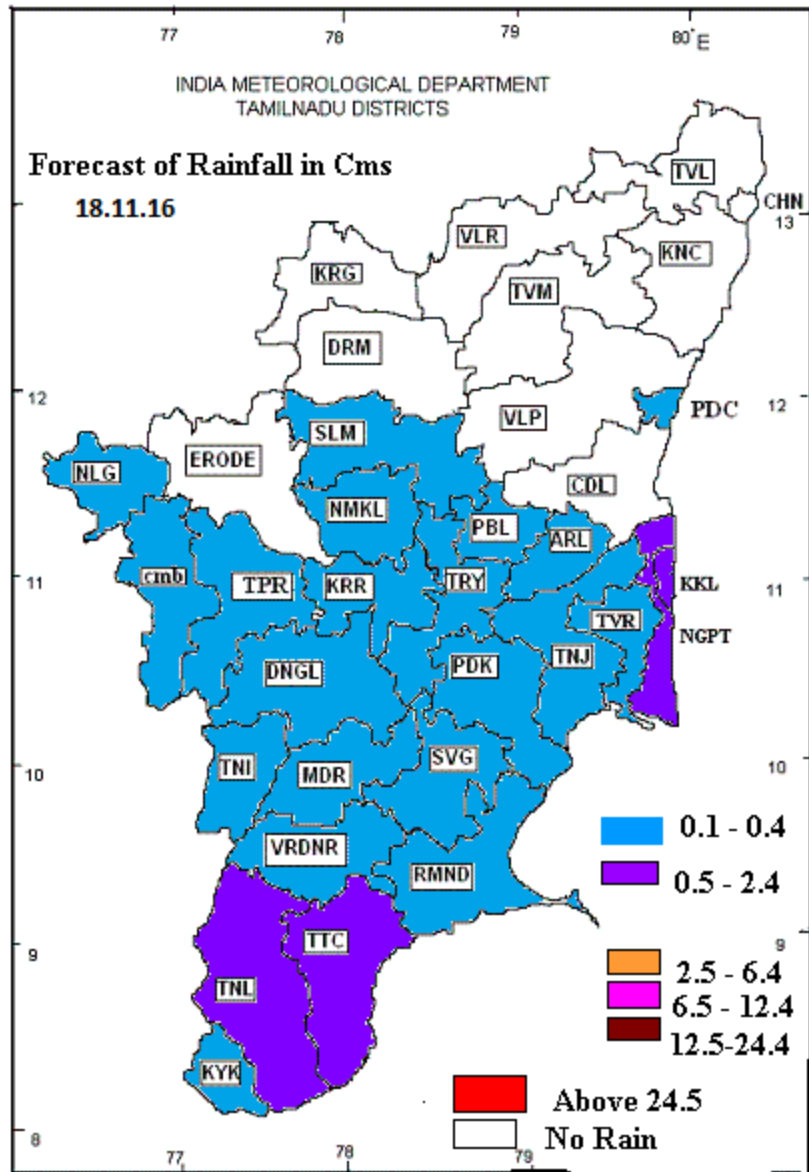 77 78 79 80°E
INDIA METEOROLOGICAL DEPARTMENT
TAMILNADU DISTRICTS
Forecast of Rainfall in Cms
18.11.16
TVL
CHN
13
VLR
KNC
KRG
TVM
DRM
12
12
PDC
VLP
SLM
ERODE
NLG
CDL
NMKL
PBL
ARL
11
11
cmb
TPR
KRR
TRY
KKL
TVR
NGPT
DNGL
PDK
TNJ
10
10
TNI
MDR
SVG
0.1 - 0.4
VRDNR
RMND
0.5 - 2.4
9
9
TTC
2.5 - 6.4
TNL
6.5 - 12.4
12.5-24.4
KYK
Above 24.5
No Rain
8
77 78 79